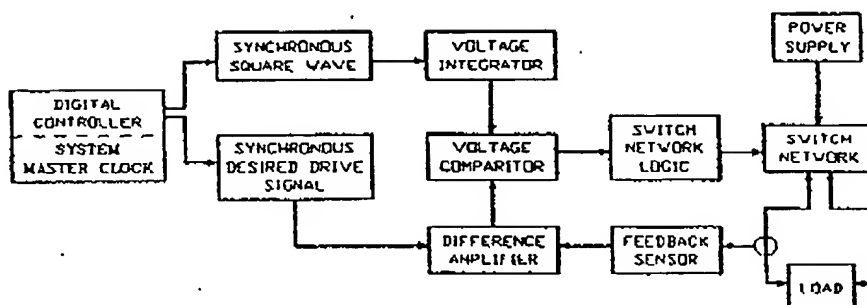 SYNCHRONOUS
SQUARE WAVE
VOLTAGE
INTEGRATOR
POWER
SUPPLY
DIGITAL
CONTROLLER
SYSTEM
MASTER CLOCK
SYNCHRONOUS
DESIRED DRIVE
SIGNAL
VOLTAGE
COMPARITOR
SWITCH
NETWORK
LOGIC
SWITCH
NETWORK
DIFFERENCE
AMPLIFIER
FEEDBACK
SENSOR
LOAD